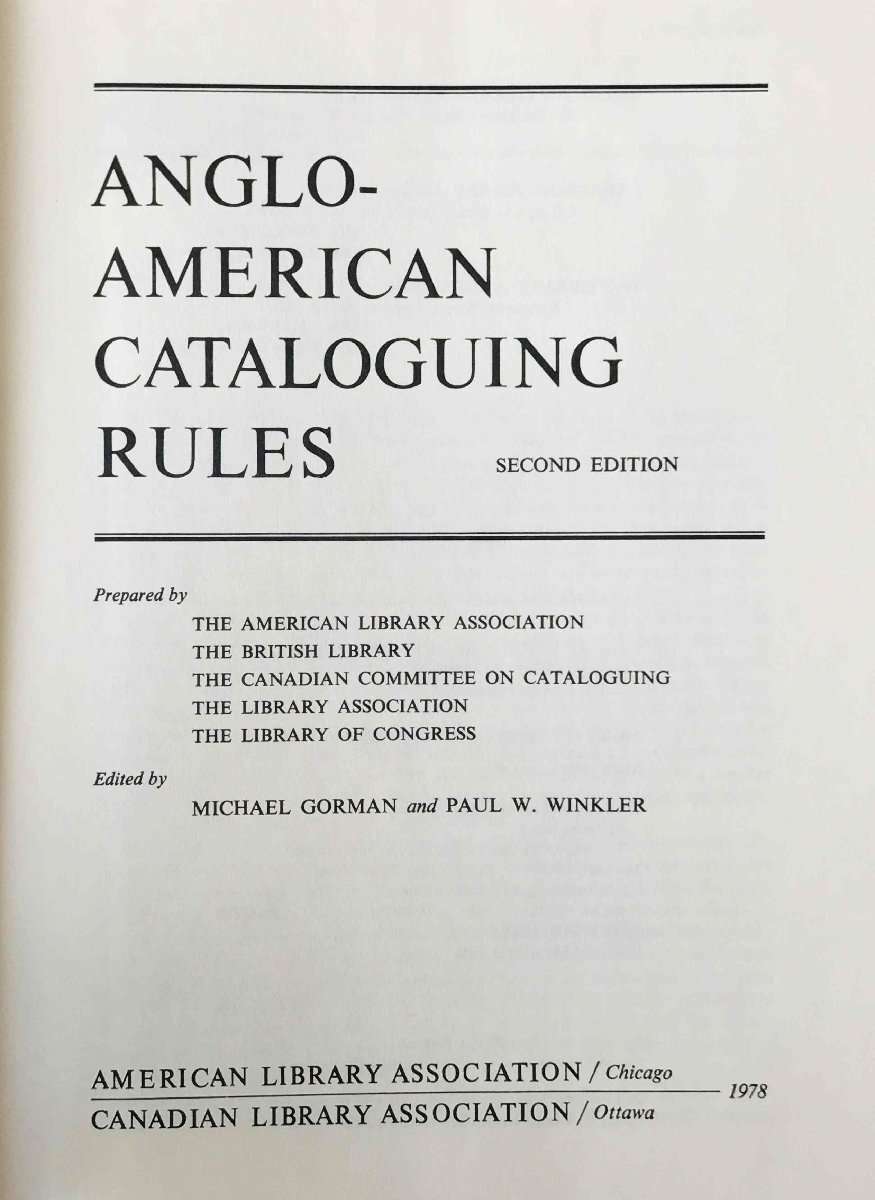 ANGLO-
AMERICAN
CATALOGUING
RULES SECOND EDITION
Prepared by
THE AMERICAN LIBRARY ASSOCIATION
THE BRITISH LIBRARY
THE CANADIAN COMMITTEE ON CATALOGUING
THE LIBRARY ASSOCIATION
THE LIBRARY OF CONGRESS
Edited by
MICHAEL GORMAN and PAUL W. WINKLER
AMERICAN LIBRARY ASSOCIATION / Chicago
1978
CANADIAN LIBRARY ASSOCIATION / Ottawa